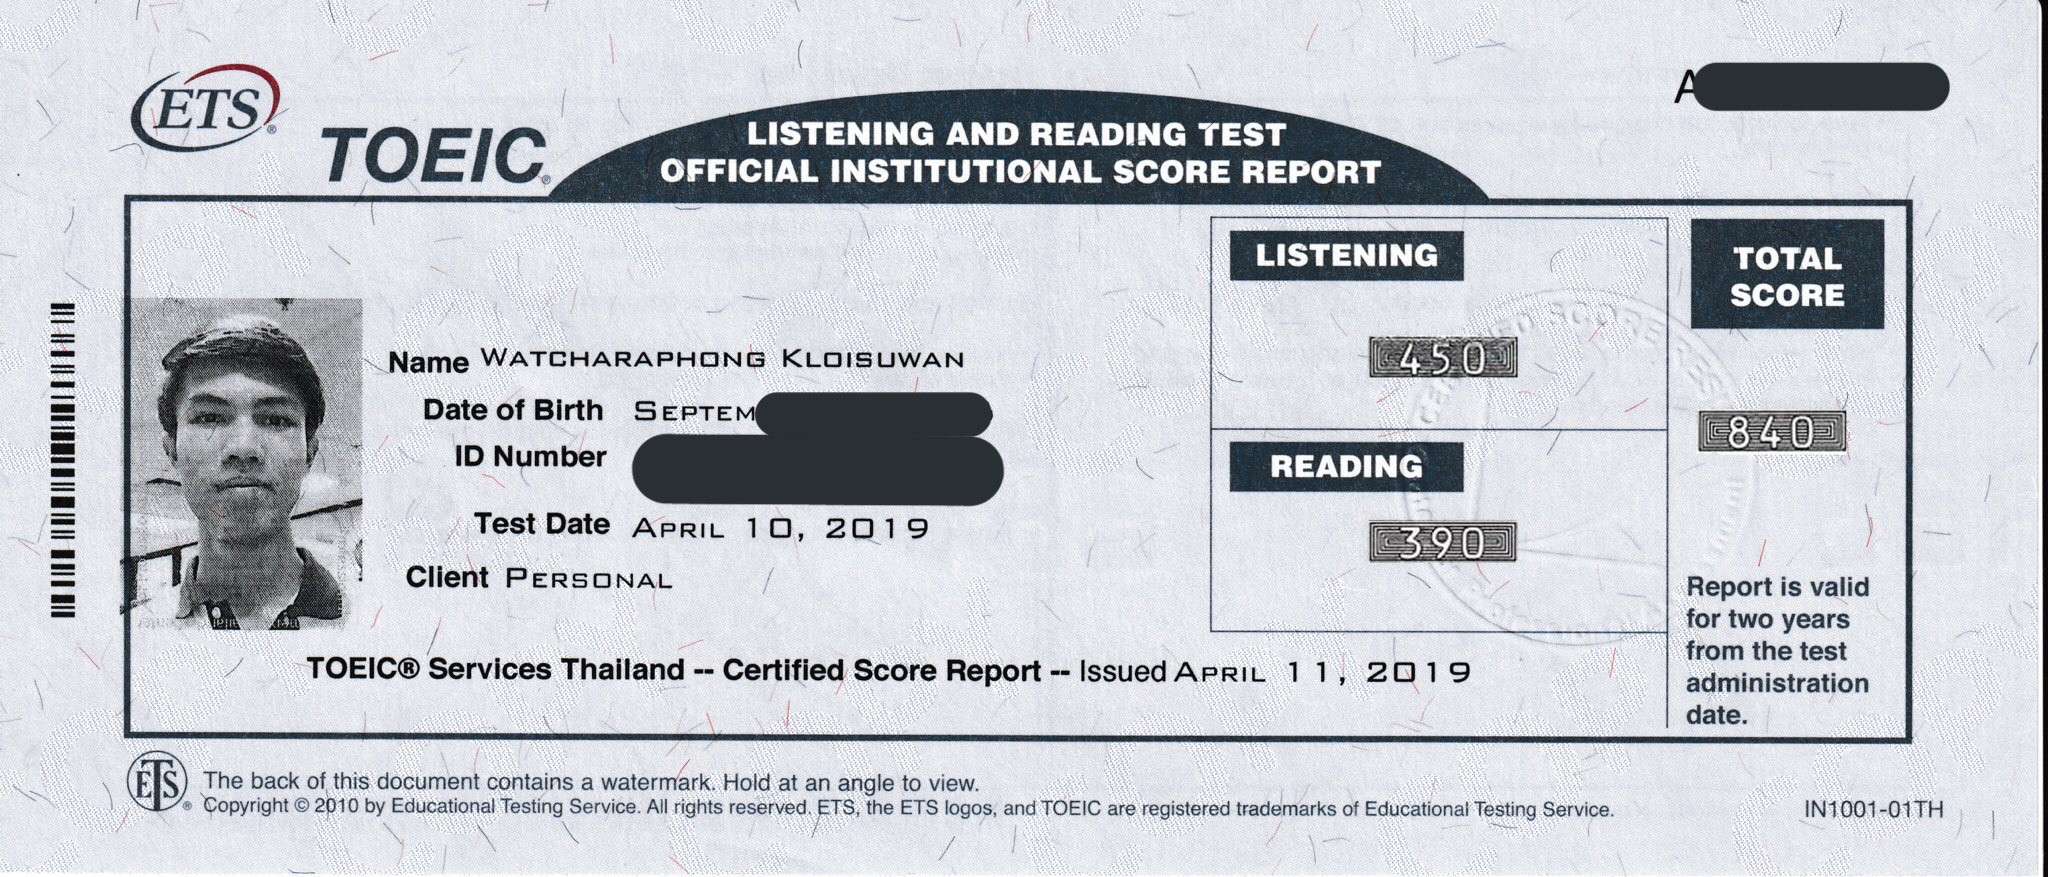 ETS®
TOEIC®
A
LISTENING AND READING TEST
OFFICIAL INSTITUTIONAL SCORE REPORT
Name WATCHARAPHONG KLOISUWAN
Date of Birth SEPTEM
ID Number
Test Date APRIL 10, 2019
Client PERSONAL
LISTENING
450
READING
390
TOTAL
SCORE
840
Report is valid
for two years
from the test
administration
date.
TOEIC® Services Thailand -- Certified Score Report -- Issued APRIL 11, 2019
ETS®
The back of this document contains a watermark. Hold at an angle to view.
Copyright © 2010 by Educational Testing Service. All rights reserved. ETS, the ETS logos, and TOEIC are registered trademarks of Educational Testing Service.
IN1001-01TH